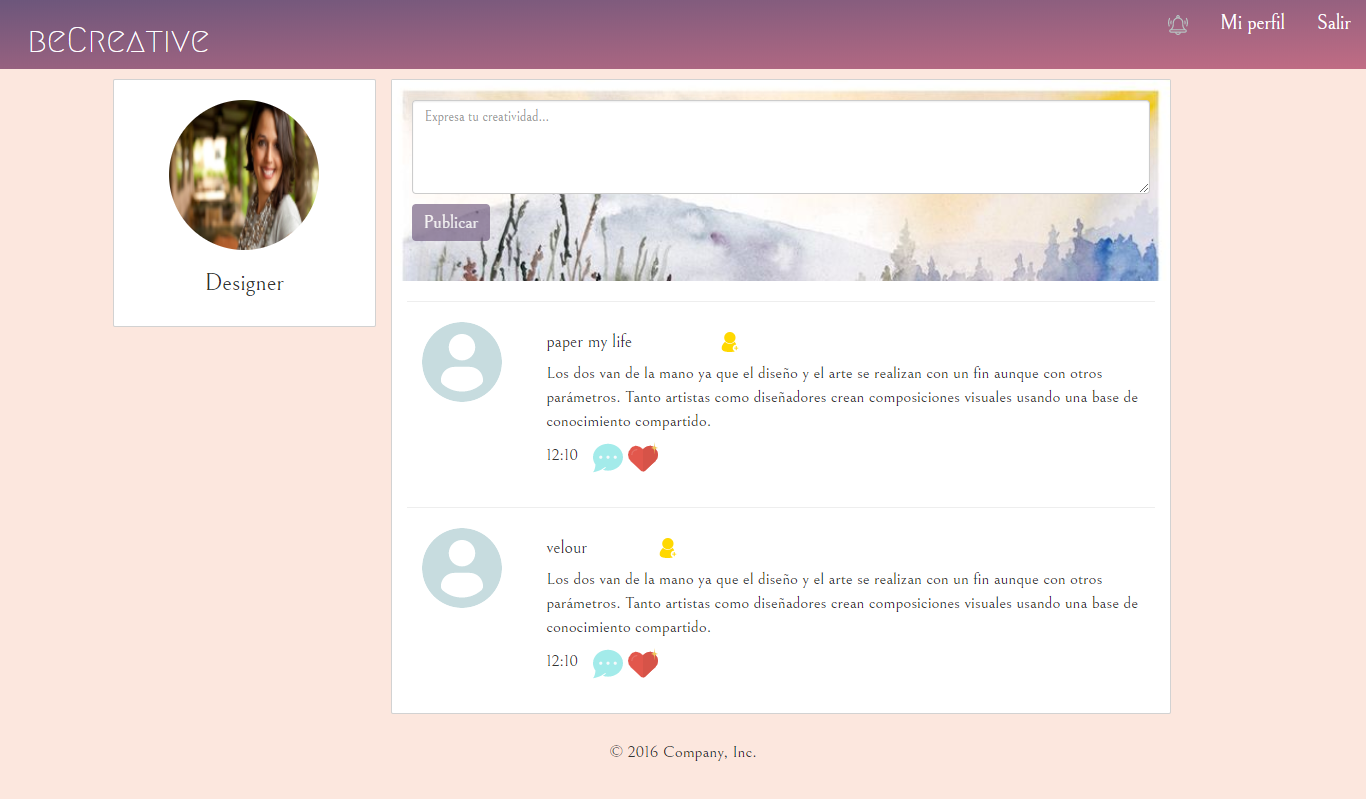 BeCreative
Mi perfil
Salir
Designer
Expresa tu creatividad...
Publicar
paper my life
Los dos van de la mano ya que el diseño y el arte se realizan con un fin aunque con otros
parámetros. Tanto artistas como diseñadores crean composiciones visuales usando una base de
conocimiento compartido.
12:10
velour
Los dos van de la mano ya que el diseño y el arte se realizan con un fin aunque con otros
parámetros. Tanto artistas como diseñadores crean composiciones visuales usando una base de
conocimiento compartido.
12:10
© 2016 Company, Inc.